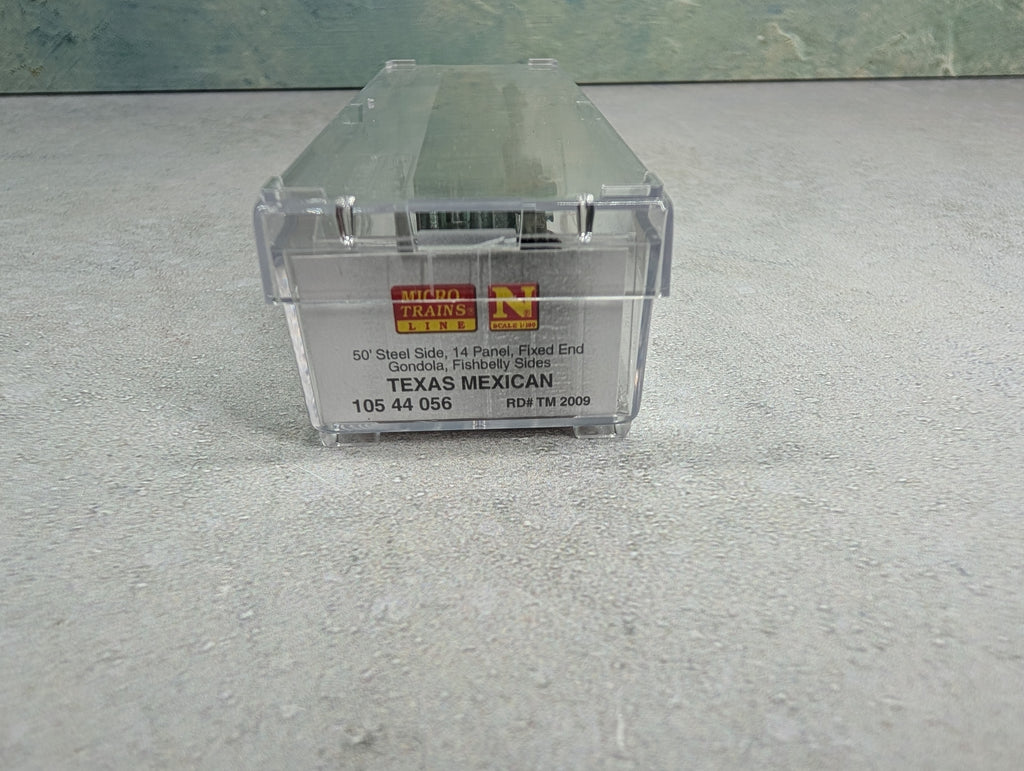 MICRO
TRAINS®
LINE
N®
SCALE 1:160
50' Steel Side, 14 Panel, Fixed End
Gondola, Fishbelly Sides
TEXAS MEXICAN
105 44 056 RD# TM 2009